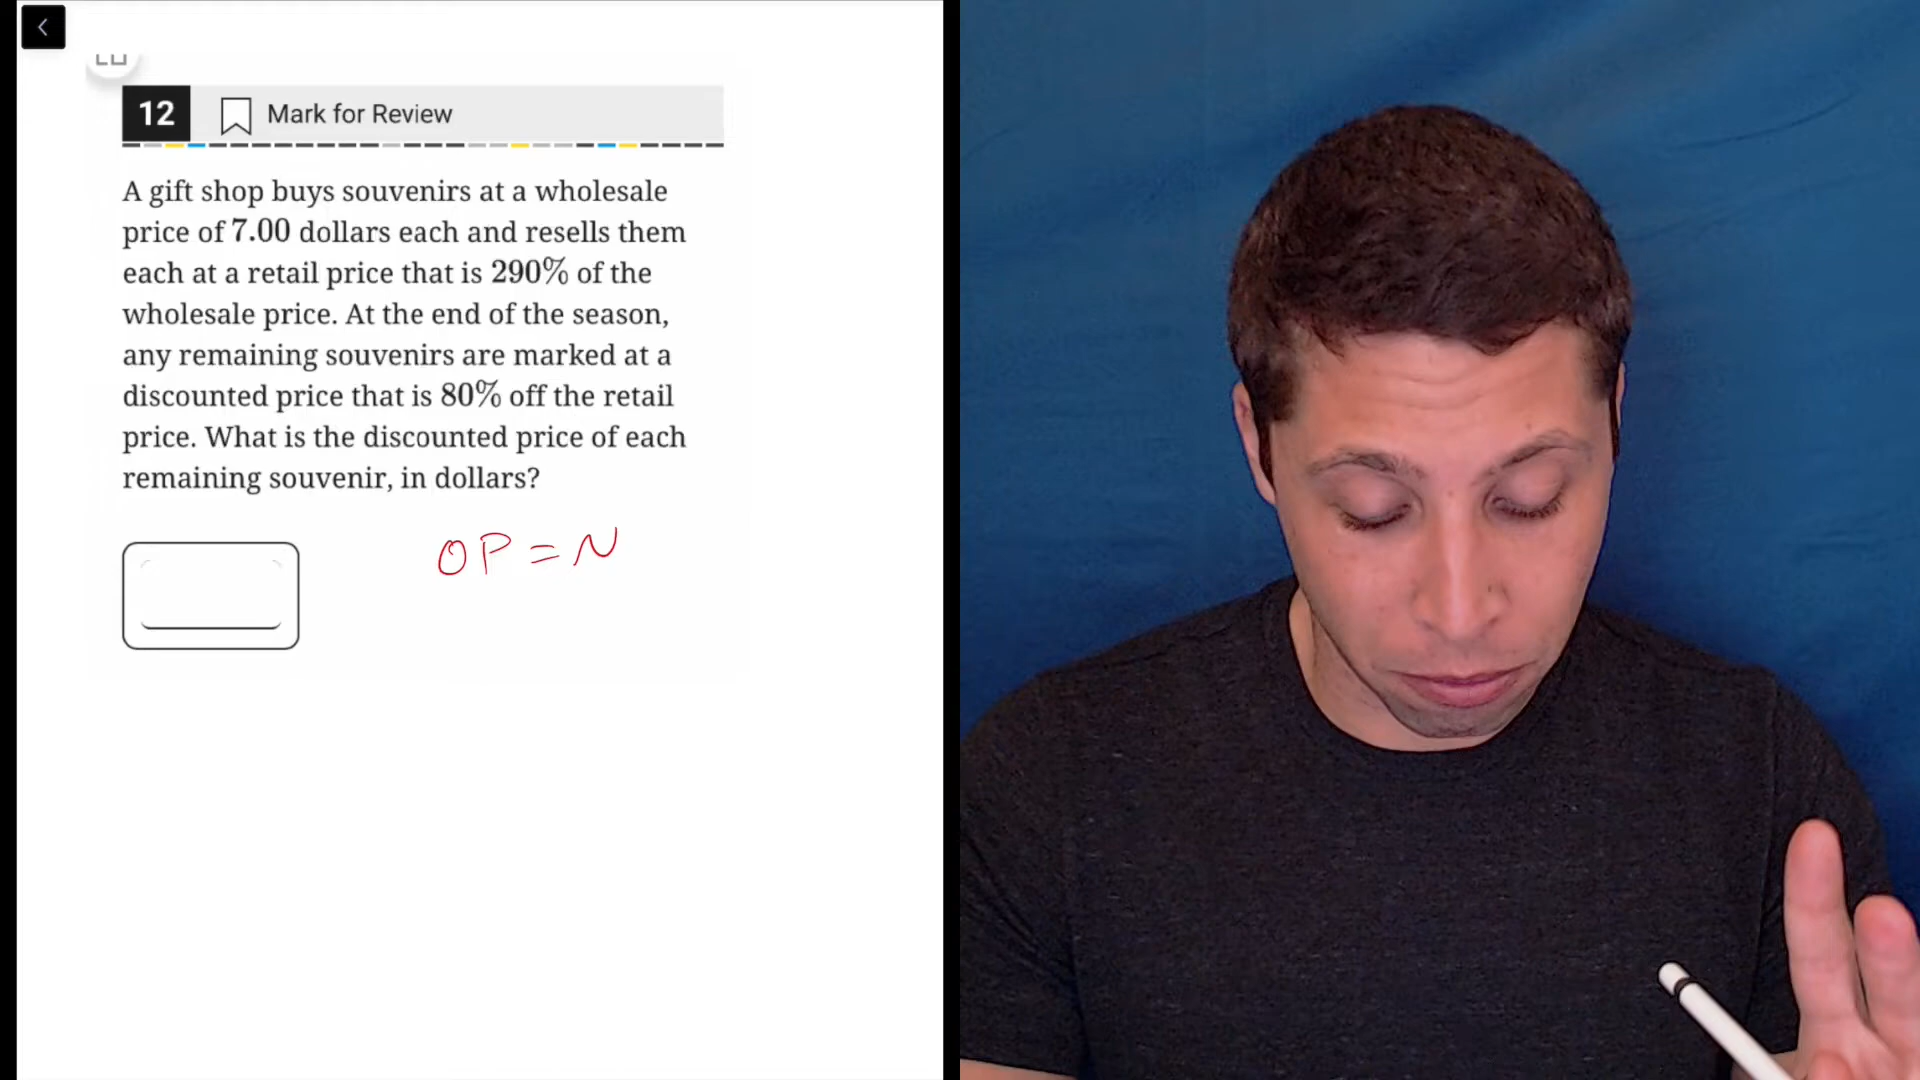 12 Mark for Review
A gift shop buys souvenirs at a wholesale
price of 7.00 dollars each and resells them
each at a retail price that is 290% of the
wholesale price. At the end of the season,
any remaining souvenirs are marked at a
discounted price that is 80% off the retail
price. What is the discounted price of each
remaining souvenir, in dollars?
OP = N